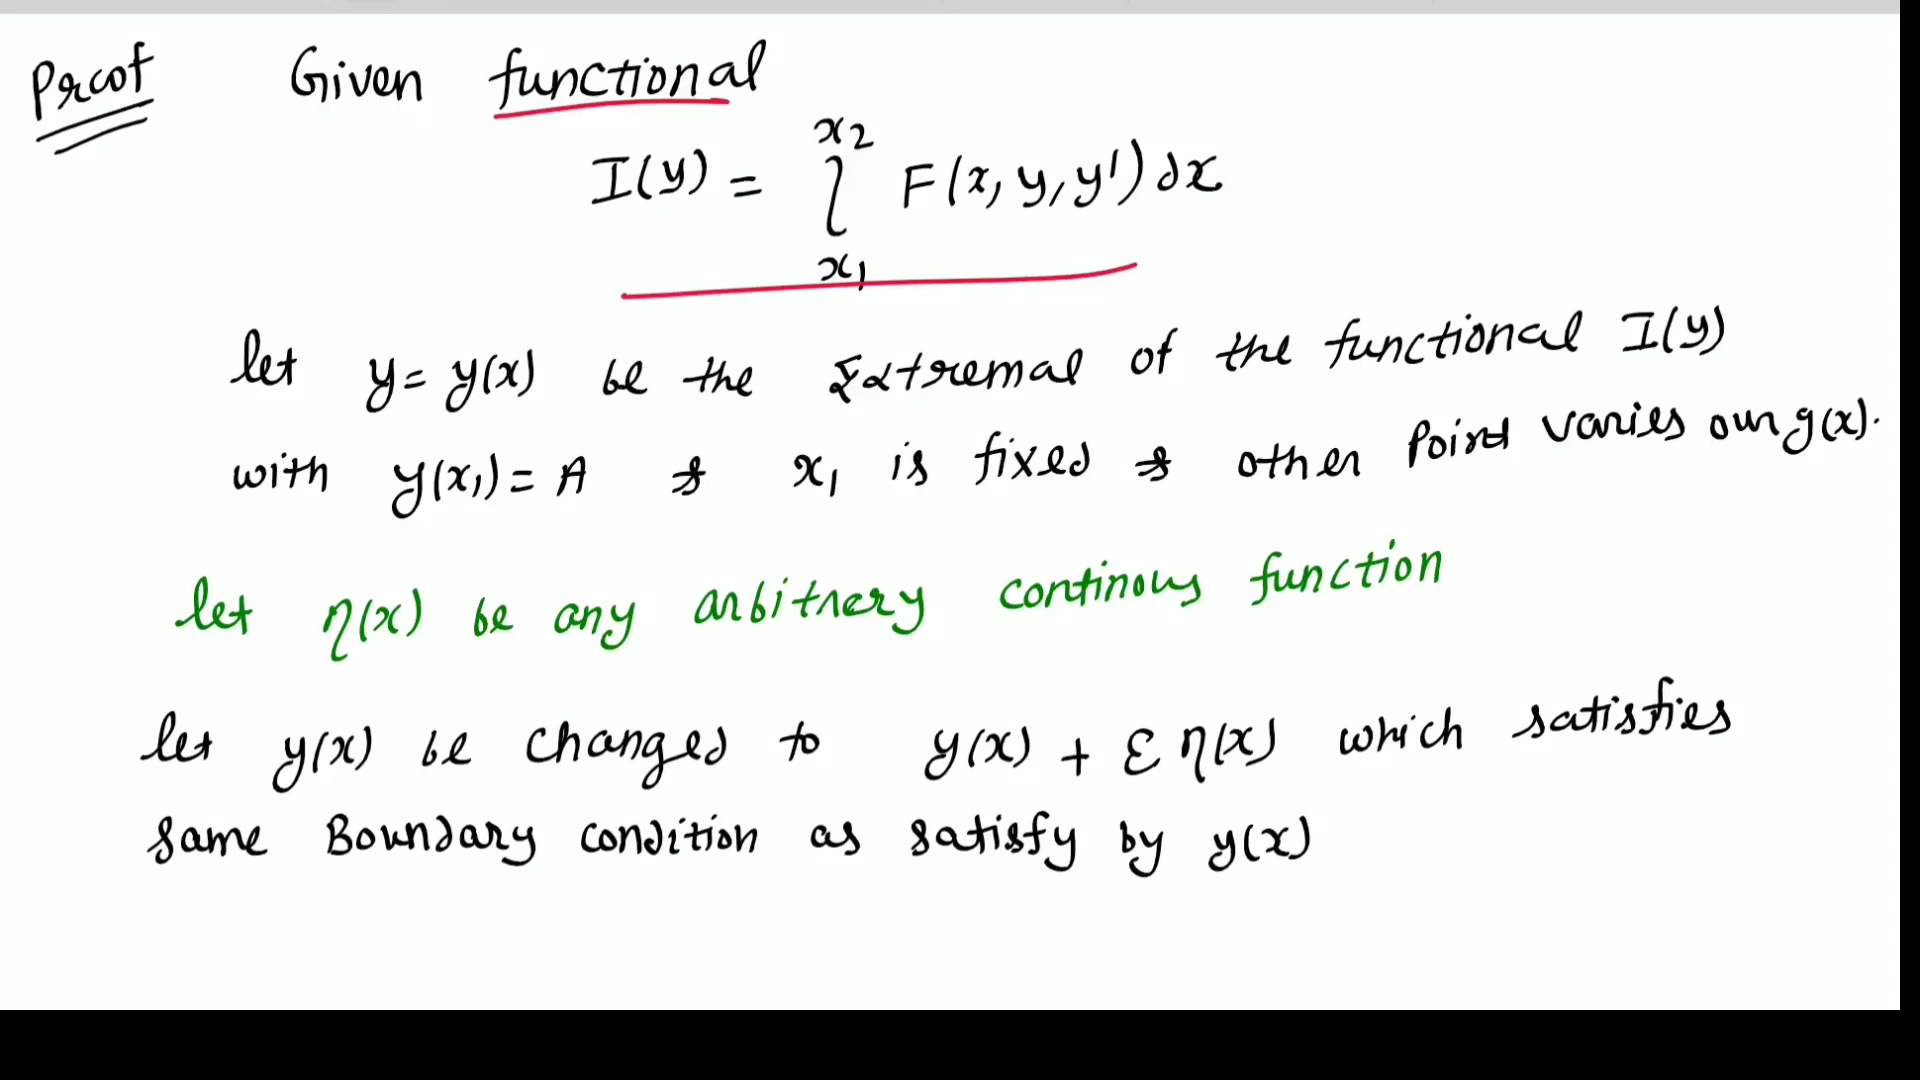 Proof Given functional
I(y) = ∫_{x₁}^{x₂} F(x, y, y') dx
let y = y(x) be the Extremal of the functional I(y)
with y(x₁) = A & x₁ is fixed & other Point varies our g(x).
let η(x) be any arbitrery continous function
let y(x) be changed to y(x) + ε η(x) which satisfies
same Boundary condition as satisfy by y(x)